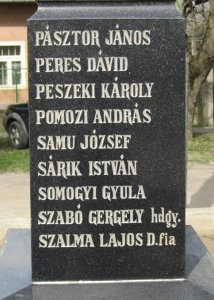 PÁSZTOR JÁNOS
PERES DÁVID
PESZEKI KÁROLY
POMOZI ANDRÁS
SAMU JÓZSEF
SÁRIK ISTVÁN
SOMOGYI GYULA
SZABÓ GERGELY hdgy.
SZALMA LAJOS D.fia